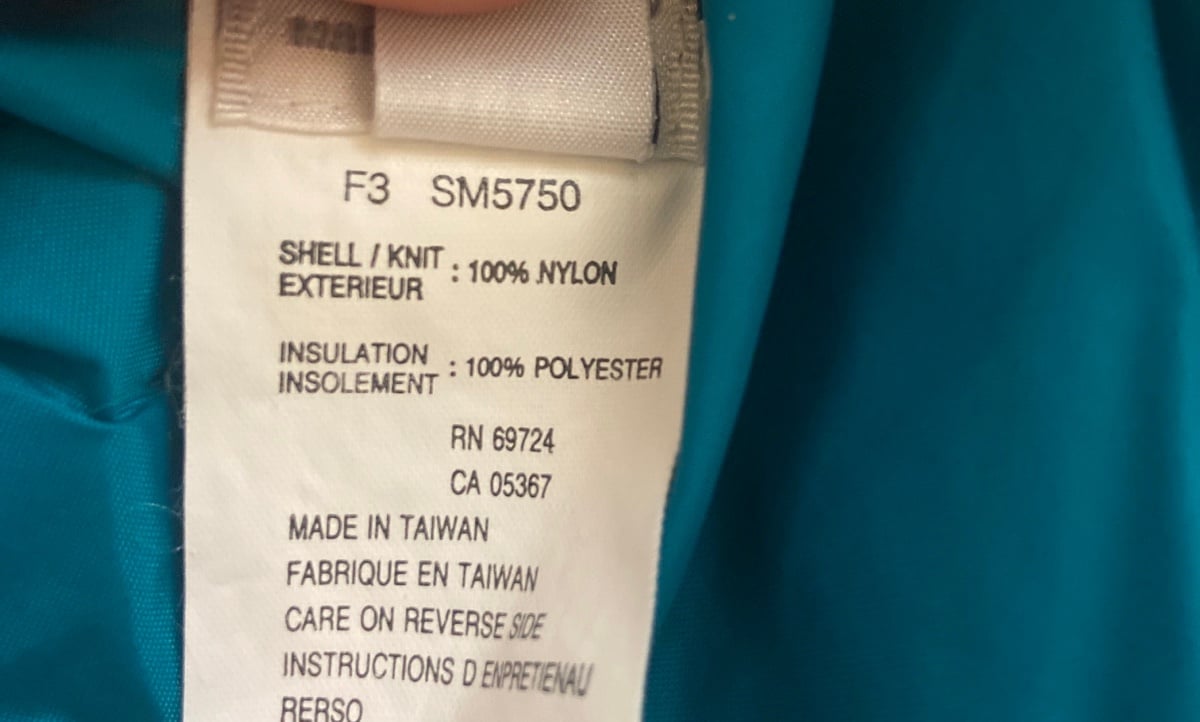 F3 SM5750
SHELL / KNIT
EXTERIEUR : 100% NYLON
INSULATION
INSOLEMENT : 100% POLYESTER
RN 69724
CA 05367
MADE IN TAIWAN
FABRIQUE EN TAIWAN
CARE ON REVERSE SIDE
INSTRUCTIONS D ENPRETIENAU
RERSO